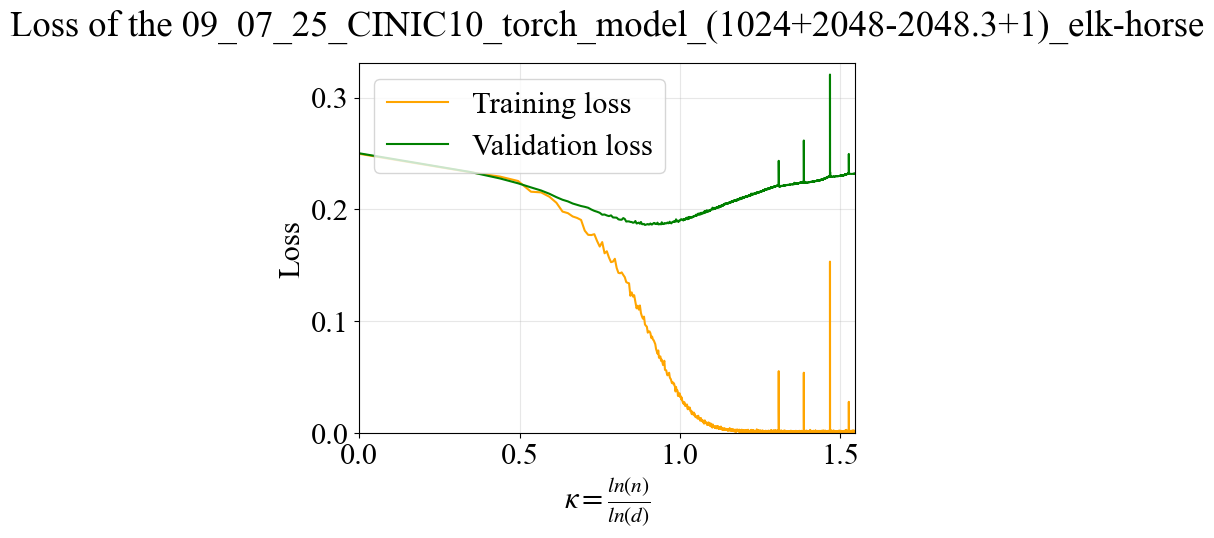 Loss of the 09_07_25_CINIC10_torch_model_(1024+2048-2048.3+1)_elk-horse
Training loss
Validation loss
Loss
0.3
0.2
0.1
0.0
0.0 0.5 1.0 1.5
κ = ln(n)/ln(d)